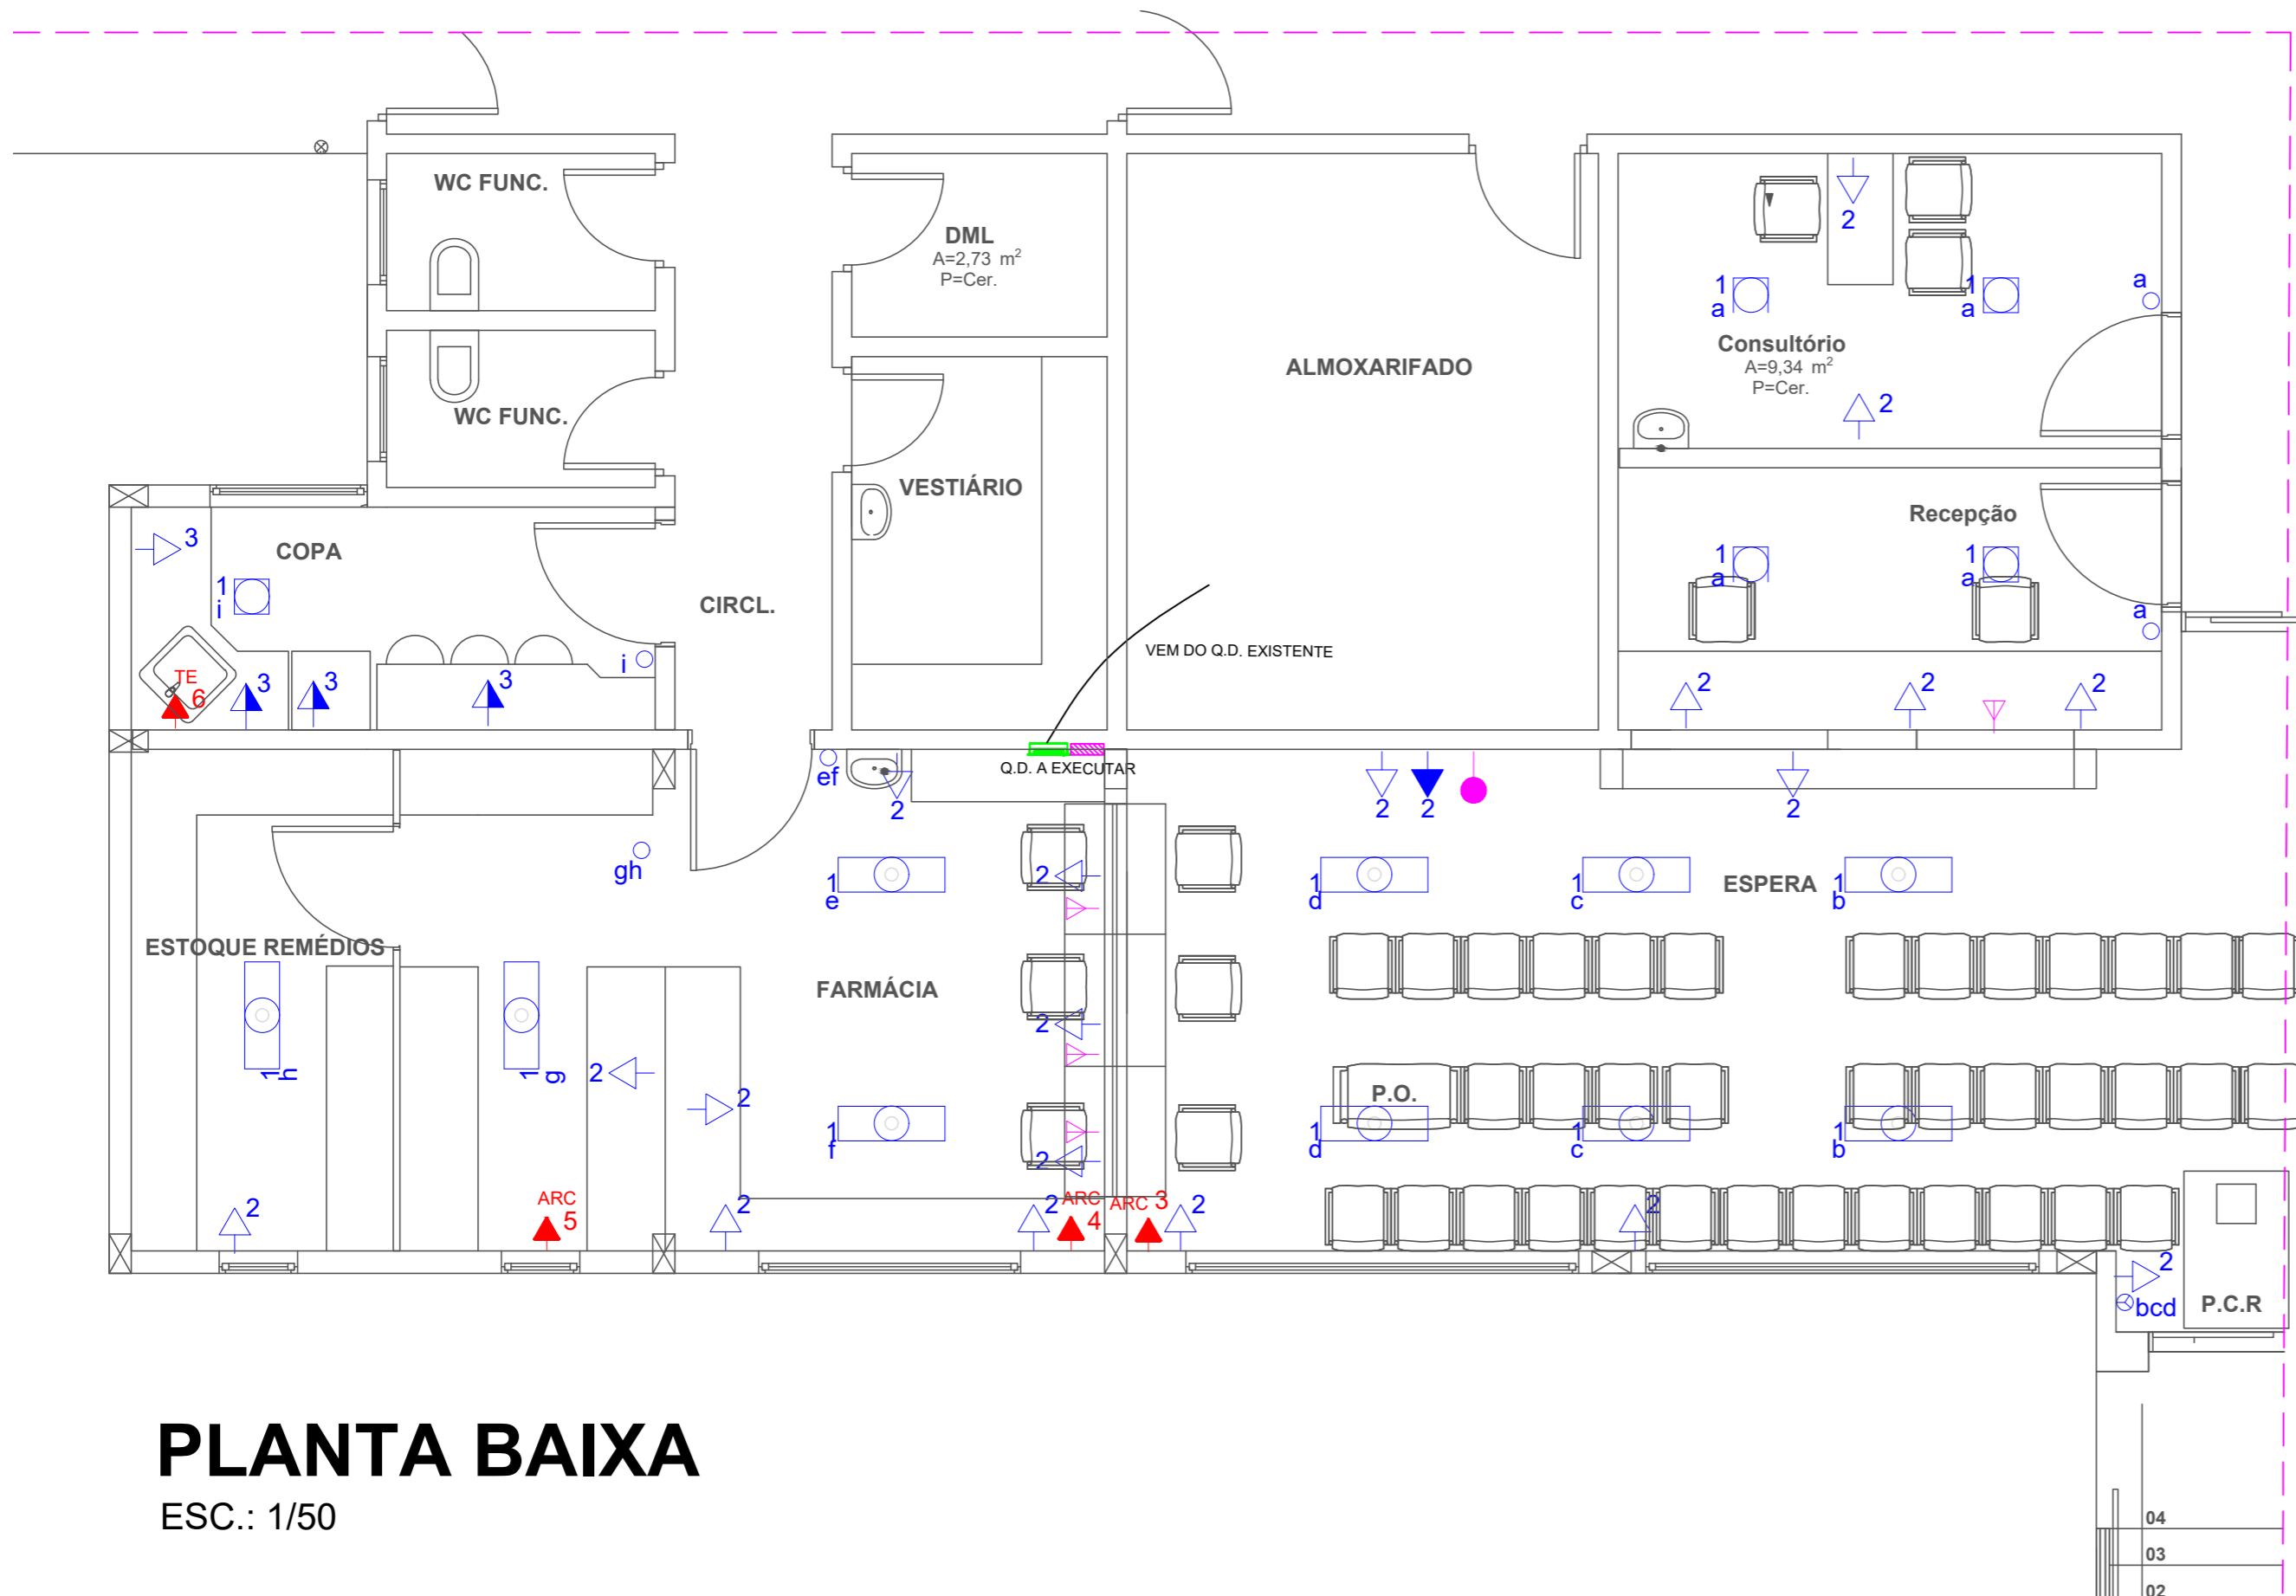 WC FUNC.
DML
A=2,73 m²
P=Cer.
2
1
a
1
a
a
Consultório
A=9,34 m²
P=Cer.
ALMOXARIFADO
2
WC FUNC.
VESTIÁRIO
Recepção
3
COPA
1
i
1
a
1
a
a
CIRCL.
VEM DO Q.D. EXISTENTE
i
TE
6
3
3
3
2
2
2
Q.D. A EXECUTAR
ef
2
2
2
2
gh
1
e
2
1
d
1
c
1
b
ESPERA
ESTOQUE REMÉDIOS
FARMÁCIA
2
1
h
1
g
2
2
P.O.
1
f
2
1
d
1
c
1
b
2
ARC
5
2
2
ARC
4
ARC 3
2
2
2
bcd
P.C.R
PLANTA BAIXA
ESC.: 1/50
04
03
02